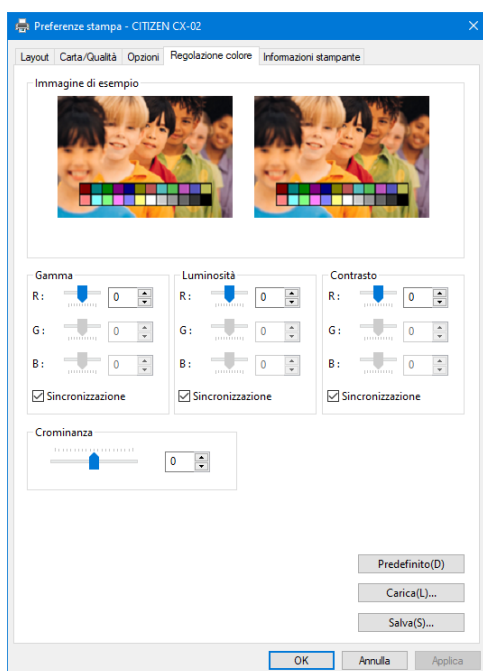 Preferenze stampa - CITIZEN CX-02
Layout Carta/Qualità Opzioni Regolazione colore Informazioni stampante
Immagine di esempio
Gamma Luminosità Contrasto
R: 0 R: 0 R: 0
G: 0 G: 0 G: 0
B: 0 B: 0 B: 0
Sincronizzazione Sincronizzazione Sincronizzazione
Crominanza
0
Predefinito(D)
Carica(L)...
Salva(S)...
OK Annulla Applica